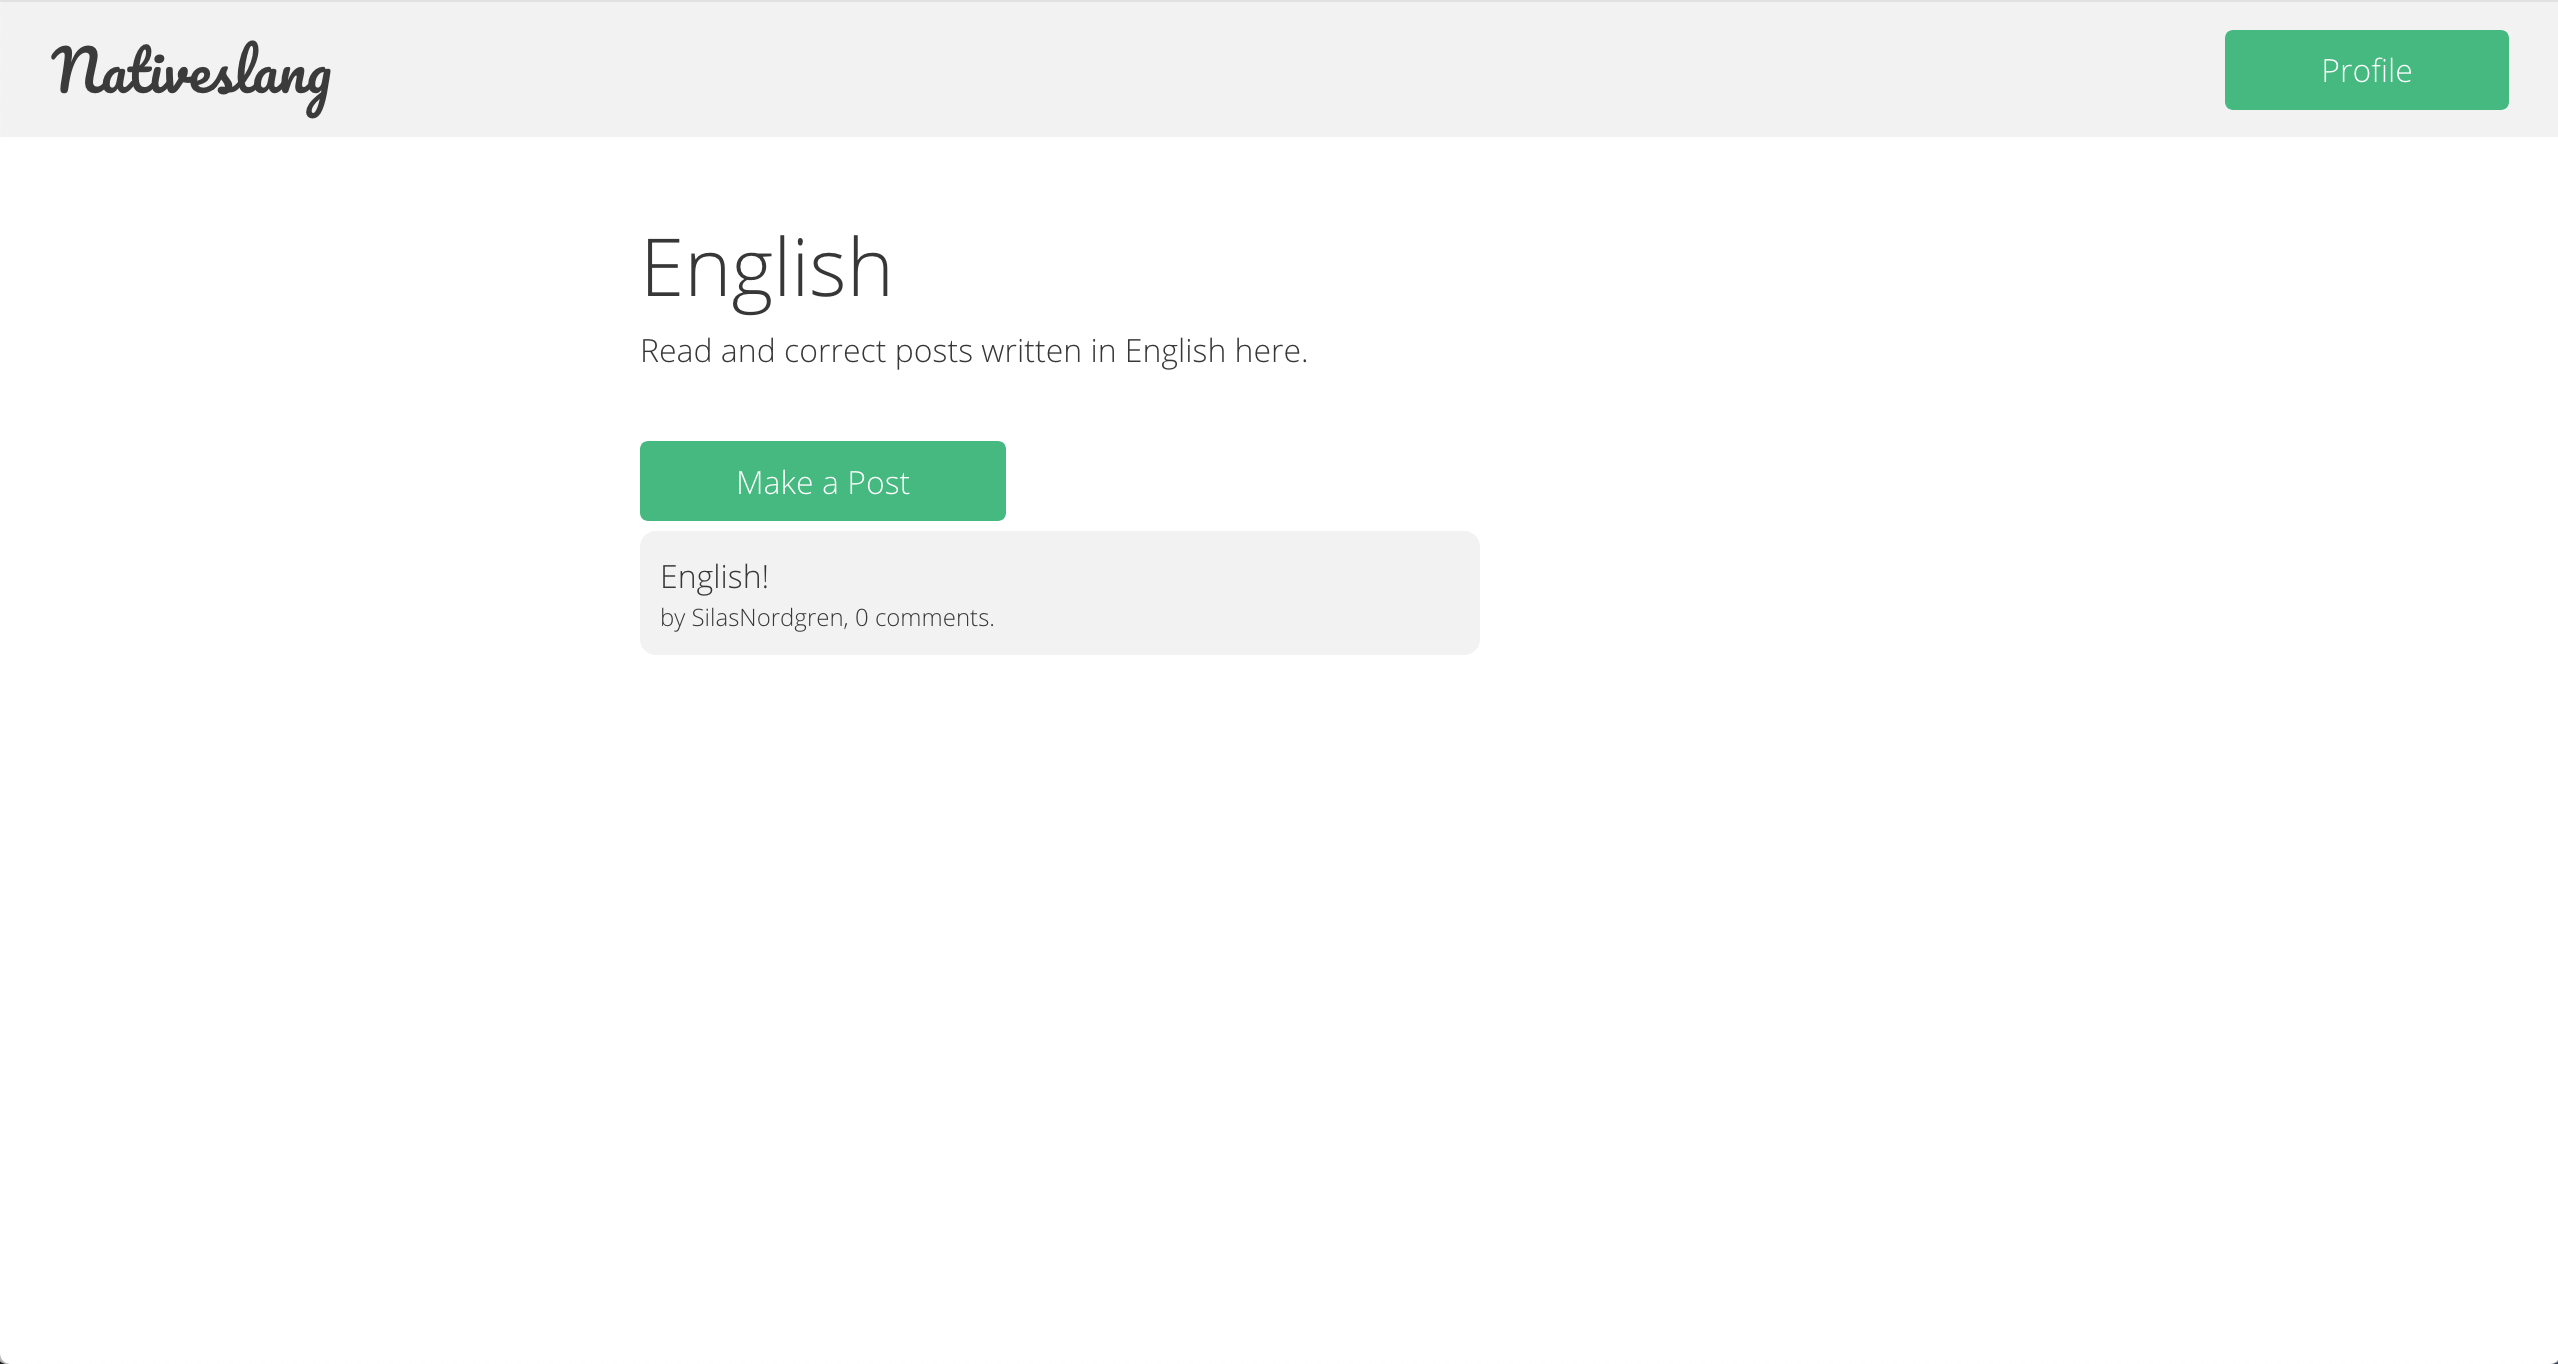 Nativeslang
Profile
English
Read and correct posts written in English here.
Make a Post
English!
by SilasNordgren, 0 comments.